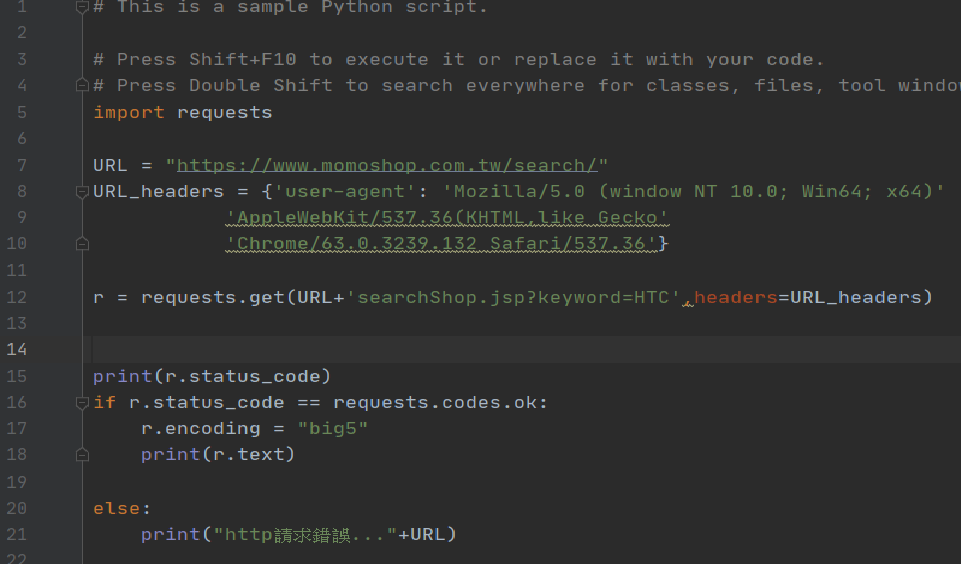 1 # This is a sample Python script.
2
3 # Press Shift+F10 to execute it or replace it with your code.
4 # Press Double Shift to search everywhere for classes, files, tool window
5 import requests
6
7 URL = "https://www.momoshop.com.tw/search/"
8 URL_headers = {'user-agent': 'Mozilla/5.0 (window NT 10.0; Win64; x64)'
9 'AppleWebKit/537.36(KHTML,like Gecko'
10 'Chrome/63.0.3239.132 Safari/537.36'}
11
12 r = requests.get(URL+'searchShop.jsp?keyword=HTC',headers=URL_headers)
13
14
15 print(r.status_code)
16 if r.status_code == requests.codes.ok:
17 r.encoding = "big5"
18 print(r.text)
19
20 else:
21 print("http請求錯誤..."+URL)
22